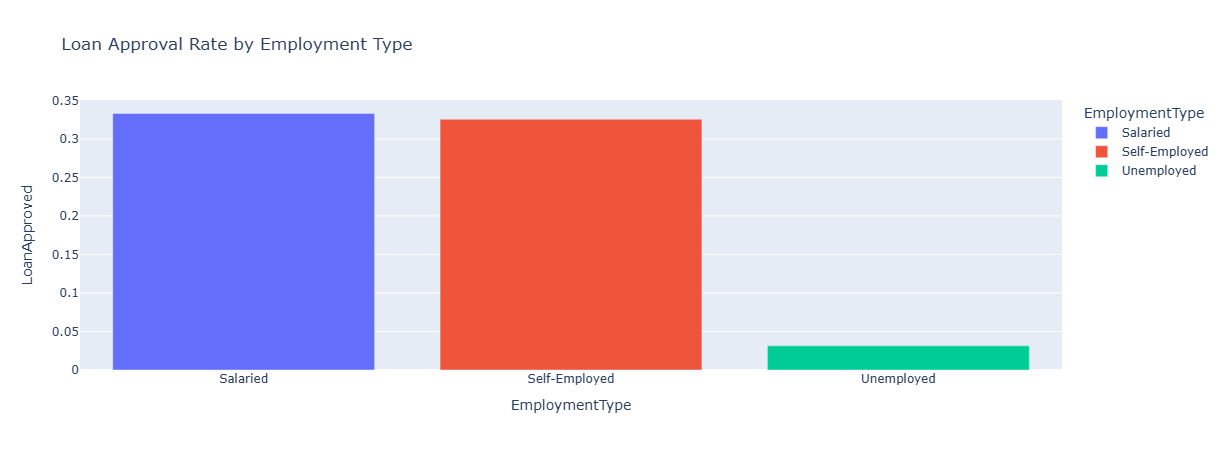 Loan Approval Rate by Employment Type
0.35
0.3
0.25
0.2
0.15
0.1
0.05
0
LoanApproved
Salaried
Self-Employed
Unemployed
EmploymentType
EmploymentType
Salaried
Self-Employed
Unemployed